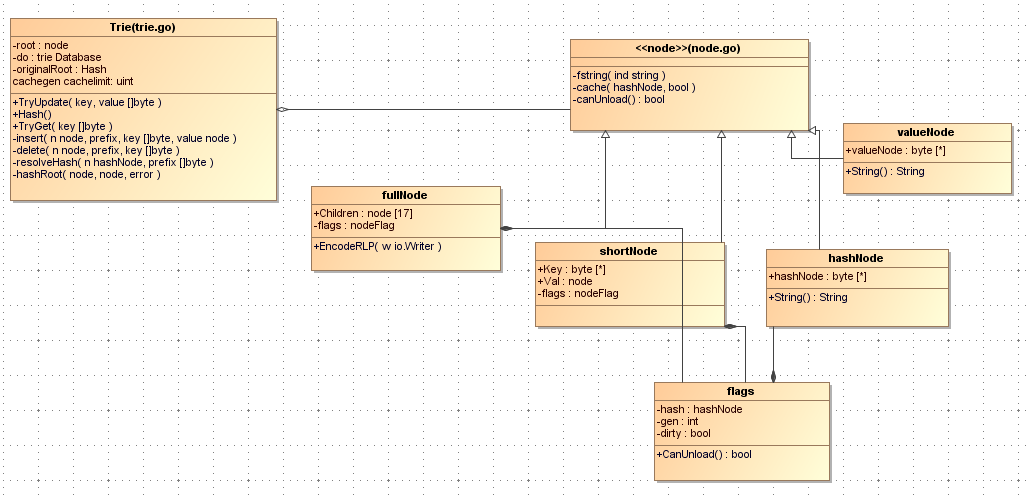 Trie(trie.go)
-root : node
-do : trie Database
-originalRoot : Hash
cachegen cachelimit: uint
+TryUpdate( key, value []byte )
+Hash()
+TryGet( key []byte )
-insert( n node, prefix, key []byte, value node )
-delete( n node, prefix, key []byte )
-resolveHash( n hashNode, prefix []byte )
-hashRoot( node, node, error )
<<node>>(node.go)
-fstring( ind string )
-cache( hashNode, bool )
-canUnload() : bool
valueNode
+valueNode : byte [*]
+String() : String
fullNode
+Children : node [17]
-flags : nodeFlag
+EncodeRLP( w io.Writer )
shortNode
+Key : byte [*]
+Val : node
-flags : nodeFlag
hashNode
+hashNode : byte [*]
+String() : String
flags
-hash : hashNode
-gen : int
-dirty : bool
+CanUnload() : bool